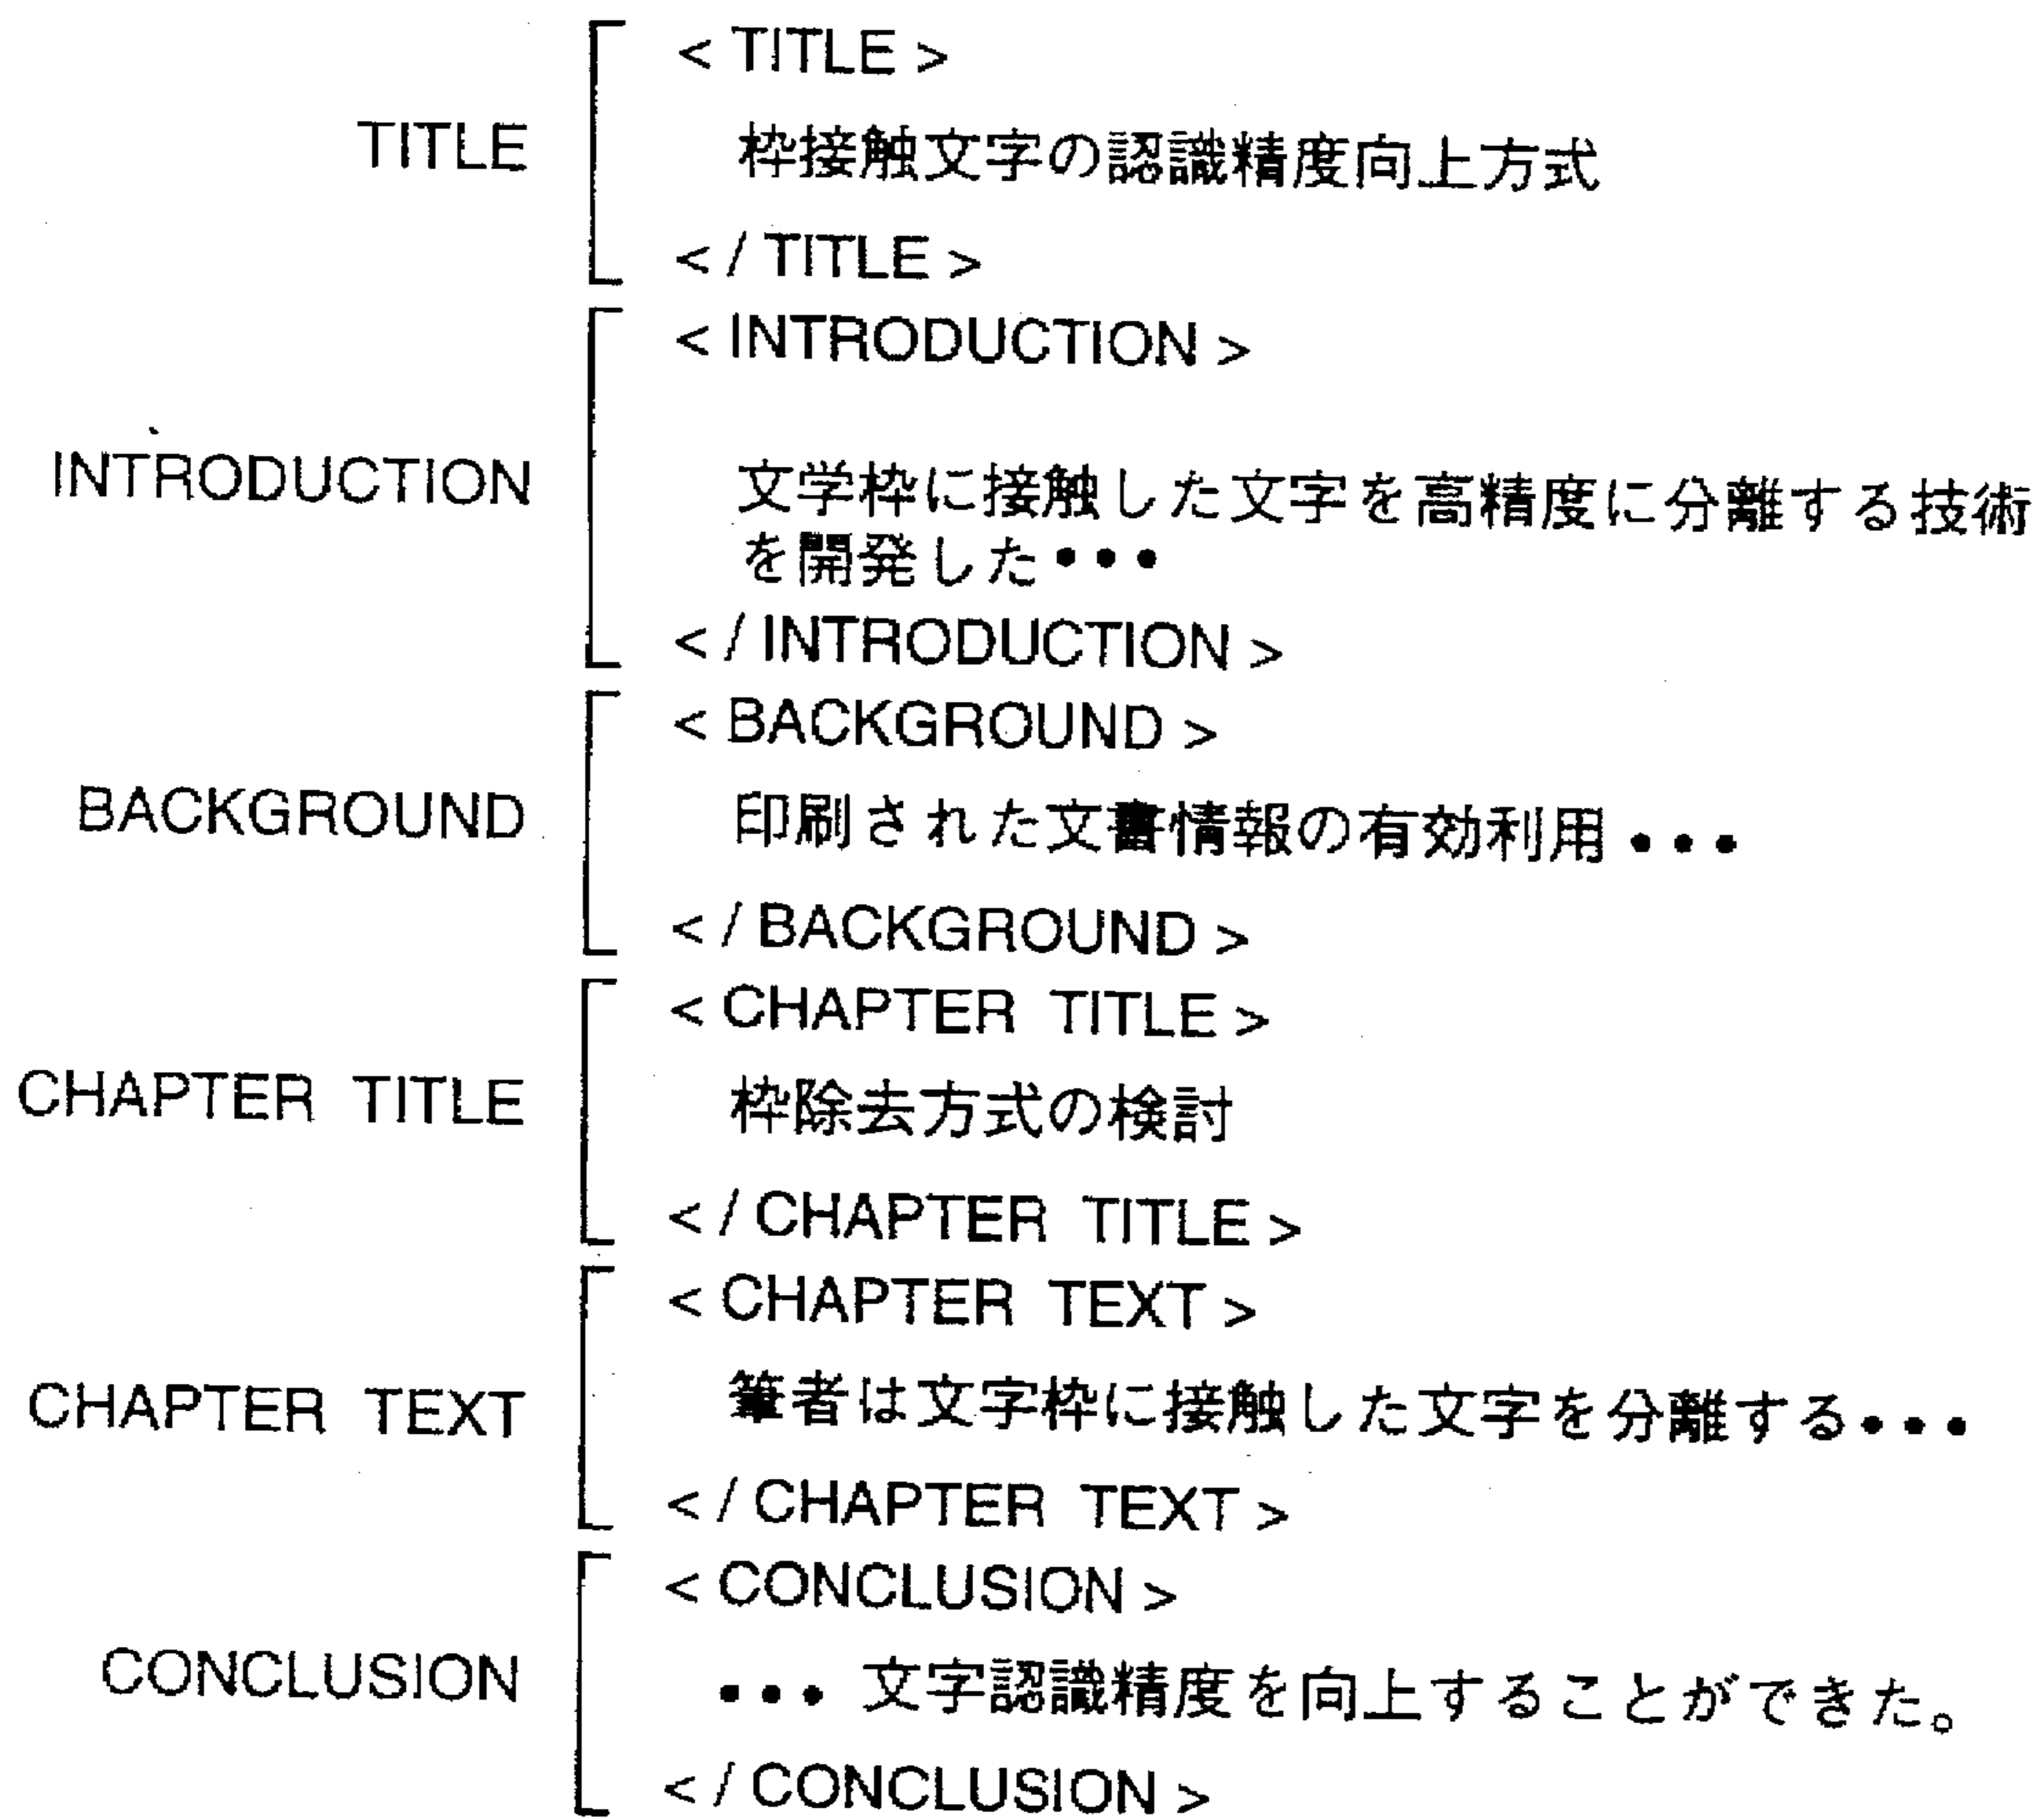 < TITLE >
TITLE
枠接触文字の認識精度向上方式
< / TITLE >
< INTRODUCTION >
INTRODUCTION
文学枠に接触した文字を高精度に分離する技術
を開発した・・・
< / INTRODUCTION >
< BACKGROUND >
BACKGROUND
印刷された文書情報の有効利用・・・
< / BACKGROUND >
< CHAPTER TITLE >
CHAPTER TITLE
枠除去方式の検討
< / CHAPTER TITLE >
< CHAPTER TEXT >
CHAPTER TEXT
筆者は文字枠に接触した文字を分離する・・・
< / CHAPTER TEXT >
< CONCLUSION >
CONCLUSION
・・・ 文字認識精度を向上することができた。
< / CONCLUSION >